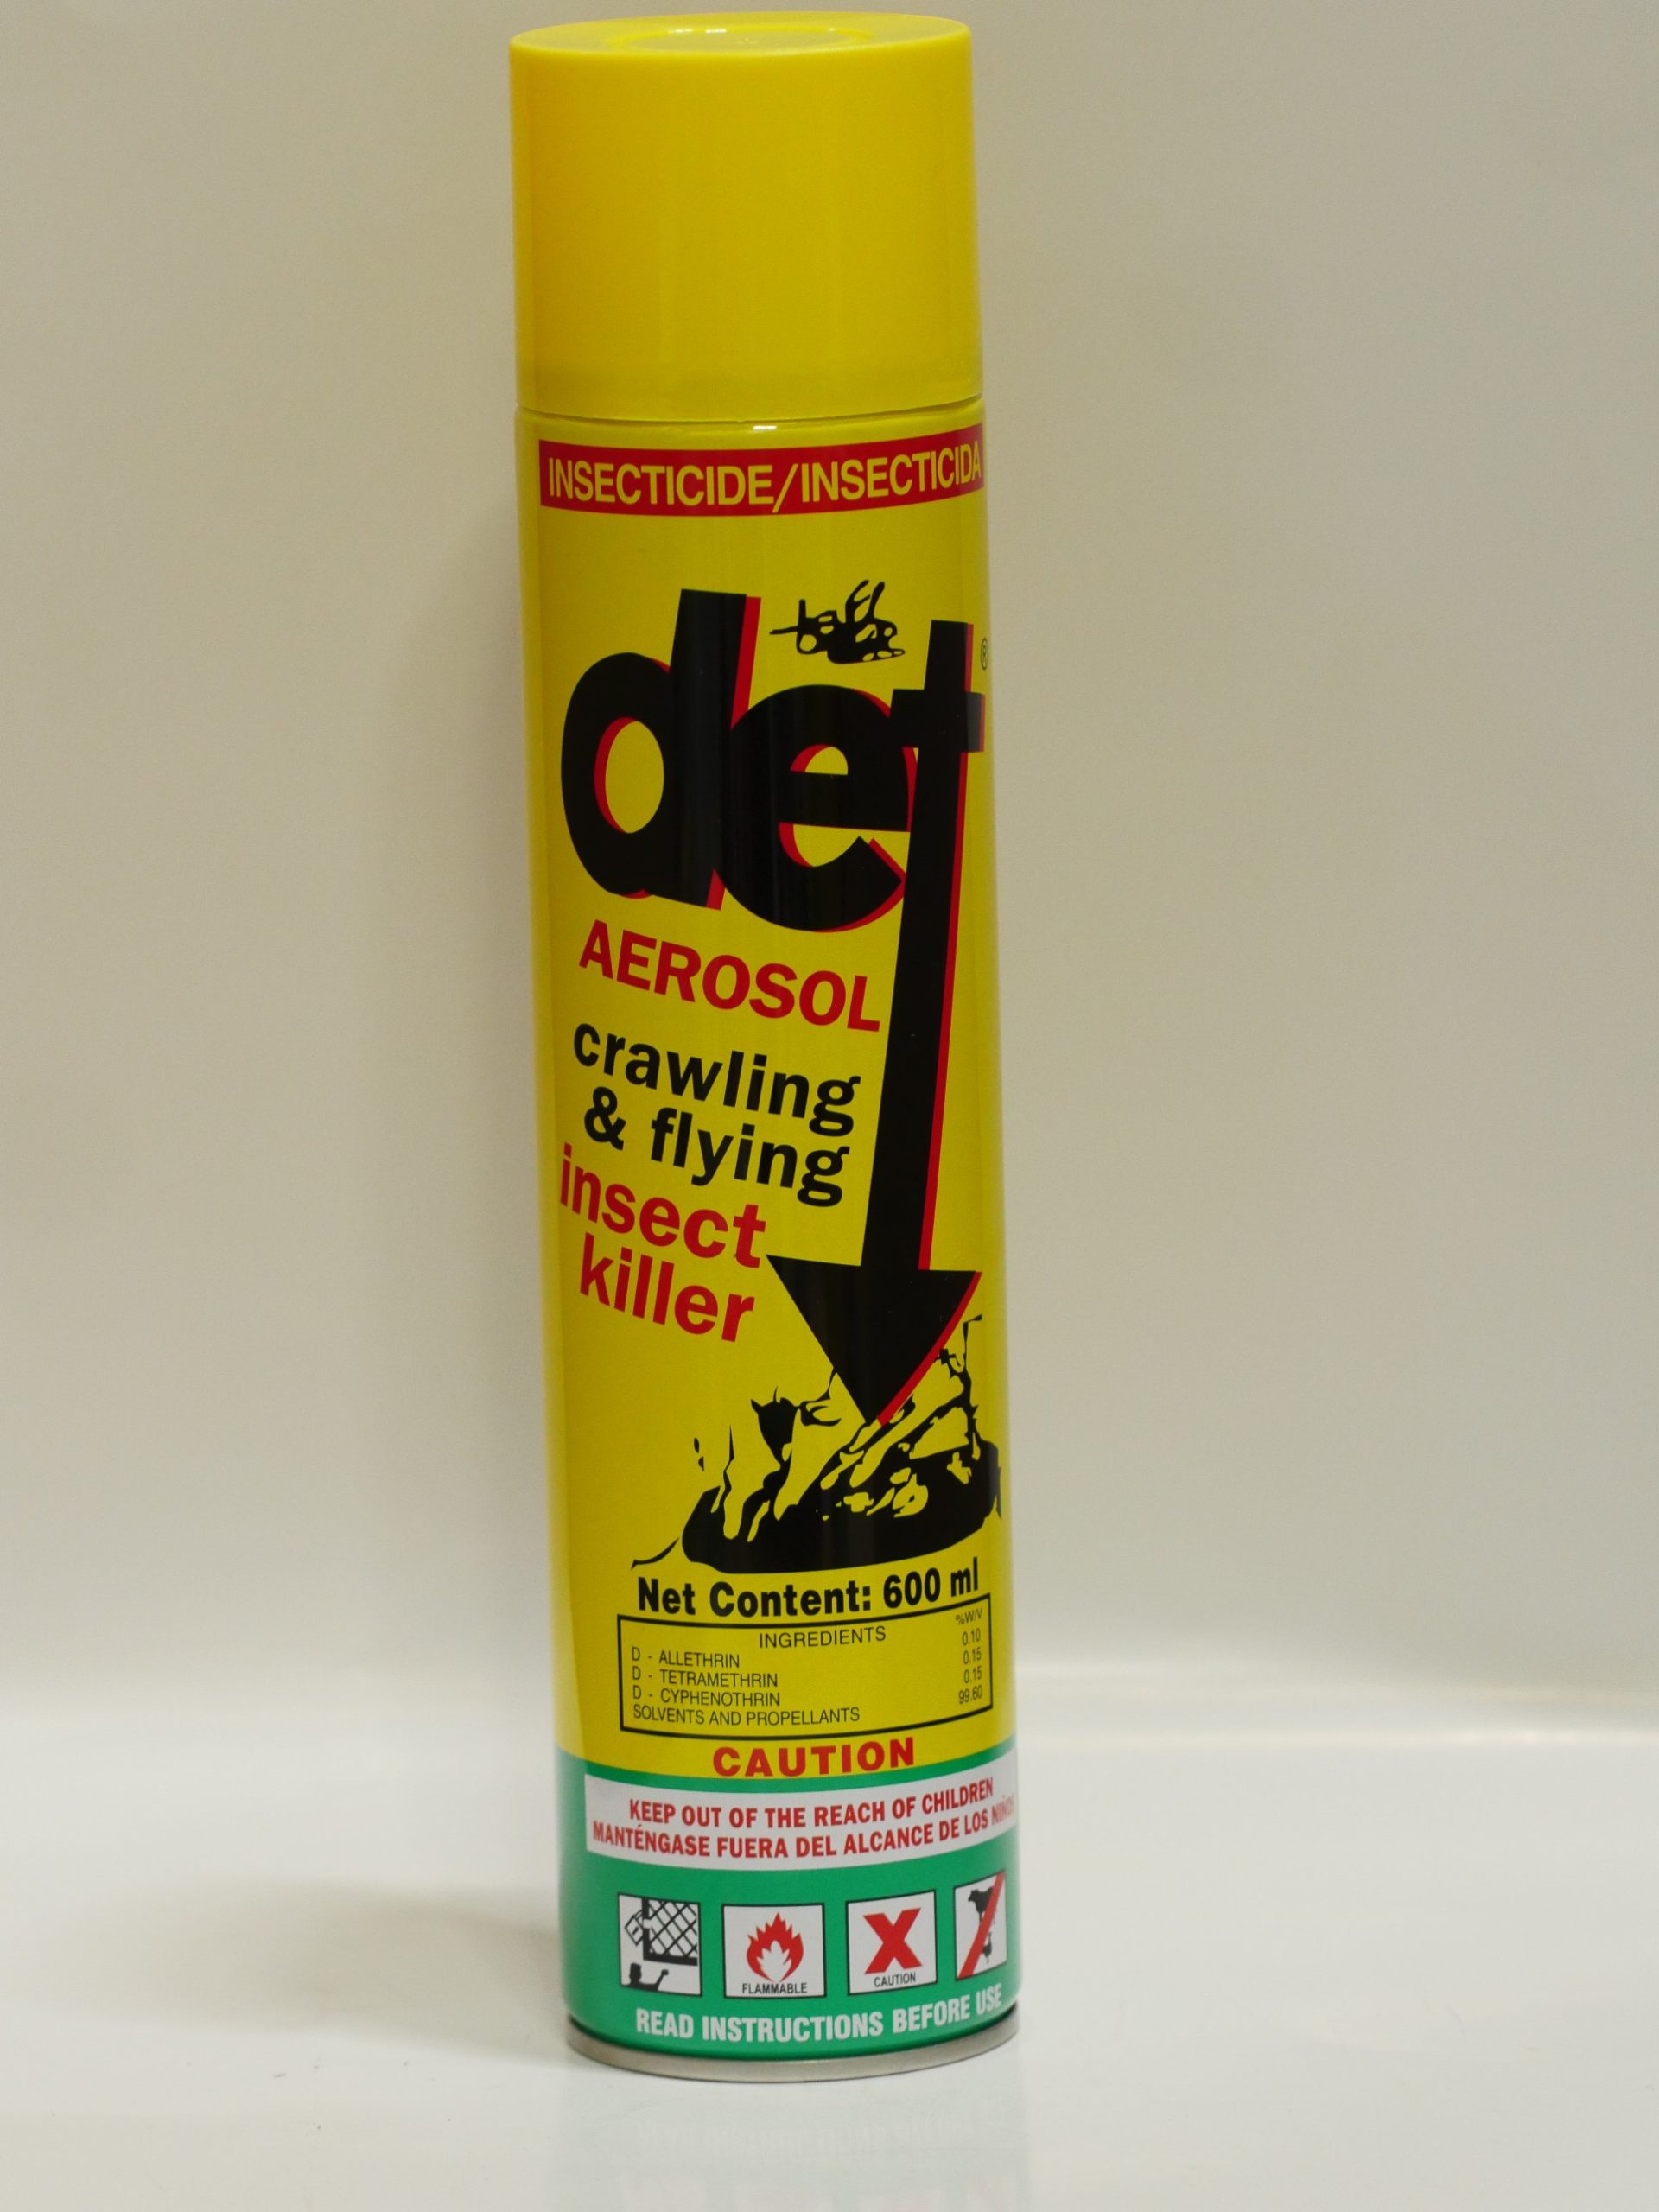 INSECTICIDE/INSECTICIDA
det®
AEROSOL
crawling
& flying
insect
killer
Net Content: 600 ml
%W/V
INGREDIENTS
D - ALLETHRIN 0.10
D - TETRAMETHRIN 0.15
D - CYPHENOTHRIN 0.15
SOLVENTS AND PROPELLANTS 99.60
CAUTION
KEEP OUT OF THE REACH OF CHILDREN
MANTÉNGASE FUERA DEL ALCANCE DE LOS NIÑOS
FLAMMABLE
X
CAUTION
READ INSTRUCTIONS BEFORE USE